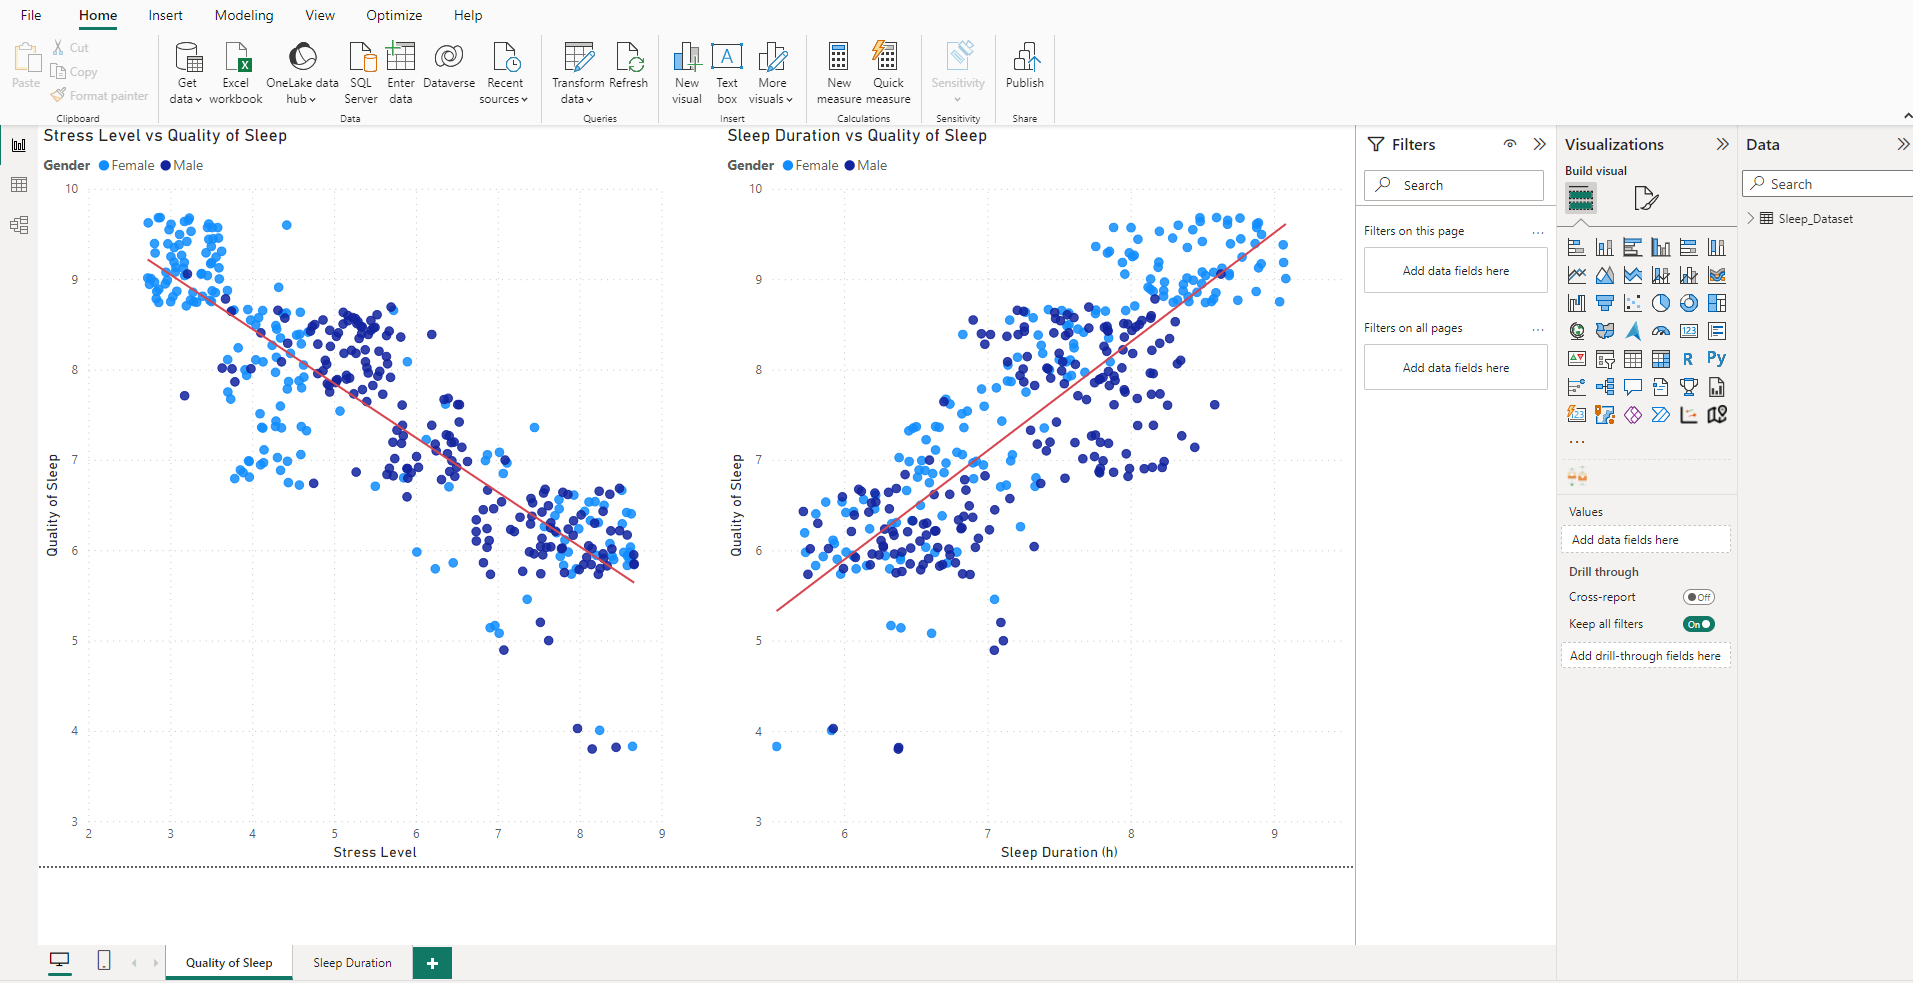 File Home Insert Modeling View Optimize Help
Paste
Cut
Copy
Format painter
Clipboard
Get data
Excel workbook
OneLake data hub
SQL Server
Enter data
Dataverse
Recent sources
Data
Transform data
Refresh
Queries
New visual
Text box
More visuals
Insert
New measure
Quick measure
Calculations
Sensitivity
Sensitivity
Publish
Share
Stress Level vs Quality of Sleep
Gender Female Male
10
9
8
7
6
5
4
3
Quality of Sleep
2 3 4 5 6 7 8 9
Stress Level
Sleep Duration vs Quality of Sleep
Gender Female Male
10
9
8
7
6
5
4
3
Quality of Sleep
6 7 8 9
Sleep Duration (h)
Filters
Search
Filters on this page ...
Add data fields here
Filters on all pages ...
Add data fields here
Visualizations
Build visual
123
R Py
123
...
Values
Add data fields here
Drill through
Cross-report Off
Keep all filters On
Add drill-through fields here
Data
Search
Sleep_Dataset
Quality of Sleep Sleep Duration +